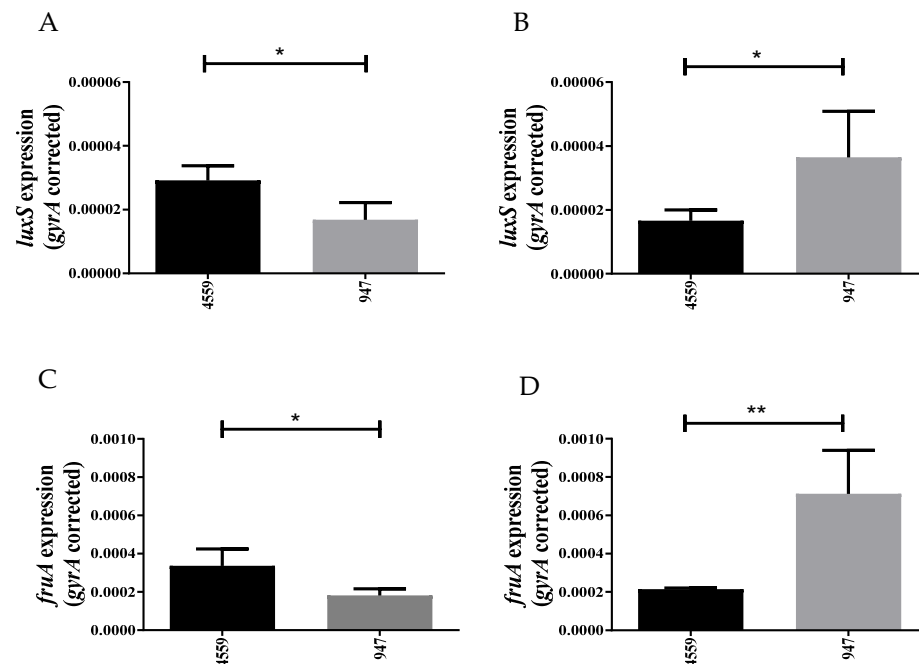 A
*
luxS expression
(gyrA corrected)
0.00006
0.00004
0.00002
0.00000
4559
947
B
*
luxS expression
(gyrA corrected)
0.00006
0.00004
0.00002
0.00000
4559
947
C
*
fruA expression
(gyrA corrected)
0.0010
0.0008
0.0006
0.0004
0.0002
0.0000
4559
947
D
**
fruA expression
(gyrA corrected)
0.0010
0.0008
0.0006
0.0004
0.0002
0.0000
4559
947